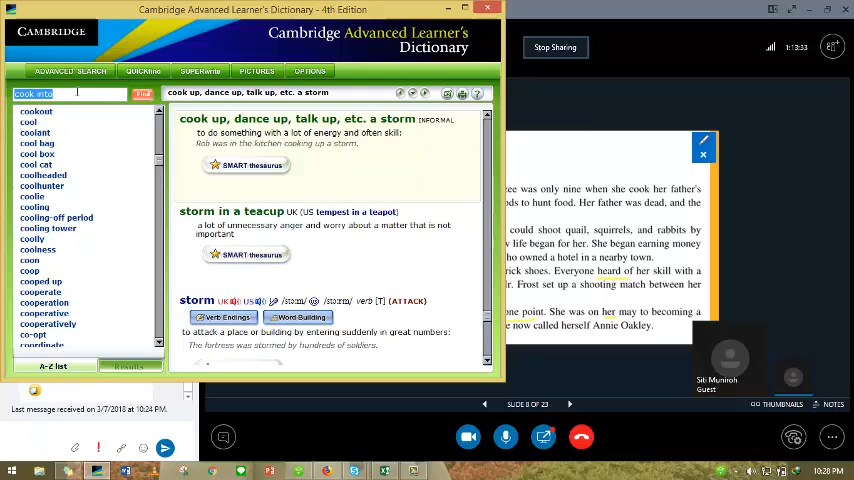 Cambridge Advanced Learner's Dictionary - 4th Edition
CAMBRIDGE
Cambridge Advanced Learner's
Dictionary
ADVANCED SEARCH
QUICKfind
SUPERwrite
PICTURES
OPTIONS
cook into
Find
cook up, dance up, talk up, etc. a storm
?
cookout
cool
coolant
cool bag
cool box
cool cat
coolheaded
coolhunter
coolie
cooling
cooling-off period
cooling tower
coolly
coolness
coon
coop
cooped up
cooperate
cooperation
cooperative
cooperatively
co-opt
coordinate
A-Z list
Results
cook up, dance up, talk up, etc. a storm INFORMAL
to do something with a lot of energy and often skill:
Rob was in the kitchen cooking up a storm.
SMART thesaurus
storm in a teacup UK (US tempest in a teapot)
a lot of unnecessary anger and worry about a matter that is not
important
SMART thesaurus
storm UK US /stɔːm/ US /stɔːrm/ verb [T] (ATTACK)
Verb Endings
Word Building
to attack a place or building by entering suddenly in great numbers:
The fortress was stormed by hundreds of soldiers.
Stop Sharing
1:13:33
zee was only nine when she cook her father's
ods to hunt food. Her father was dead, and the
could shoot quail, squirrels, and rabbits by
w life began for her. She began earning money
who owned a hotel in a nearby town.
rick shoes. Everyone heard of her skill with a
Ir. Frost set up a shooting match between her
one point. She was on her may to becoming a
e now called herself Annie Oakley.
Siti Muniroh
Guest
SLIDE 8 OF 23
THUMBNAILS
NOTES
Last message received on 3/7/2018 at 10:24 PM.
10:28 PM